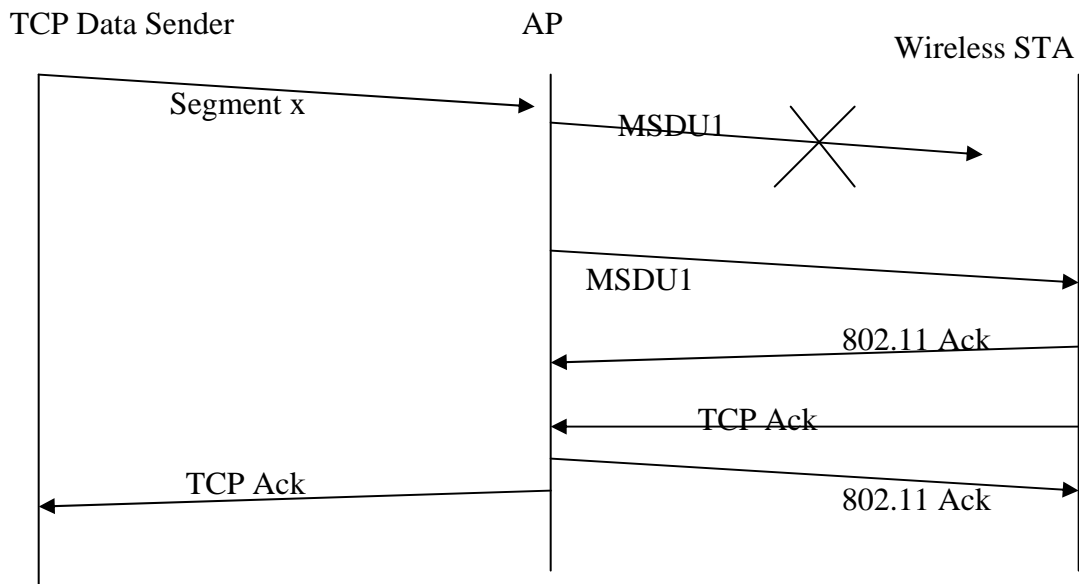 TCP Data Sender
AP
Wireless STA
Segment x
MSDU1
MSDU1
802.11 Ack
TCP Ack
TCP Ack
802.11 Ack